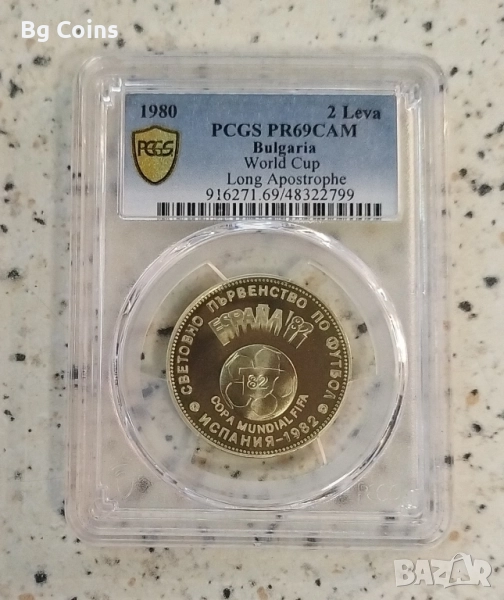 Bg Coins
1980 2 Leva
PCGS PR69CAM
Bulgaria
World Cup
Long Apostrophe
916271.69/48322799
PCGS
СВЕТОВНО ПЪРВЕНСТВО ПО ФУТБОЛ
ESPAÑA'82
82
COPA MUNDIAL FIFA
ИСПАНИЯ-1982
BAZAR